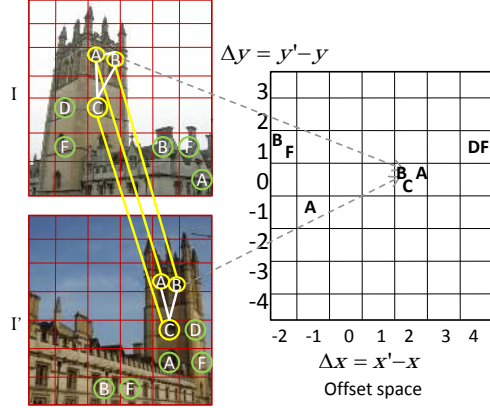 Δy = y'−y
I
A
B
D
C
F
B
F
A
I'
A
B
C
D
A
F
B
F
3
2
1
0
-1
-2
-3
-4
B
F
DF
B
A
C
A
-2 -1 0 1 2 3 4
Δx = x'−x
Offset space